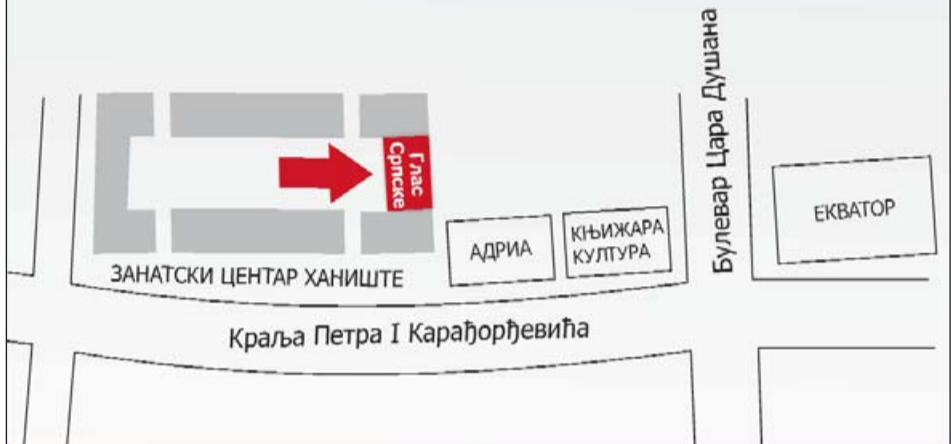 Булевар Цара Душана
Глас
Српске
ЕКВАТОР
АДРИА
КЊИЖАРА
КУЛТУРА
ЗАНАТСКИ ЦЕНТАР ХАНИШТЕ
Краља Петра I Карађорђевића